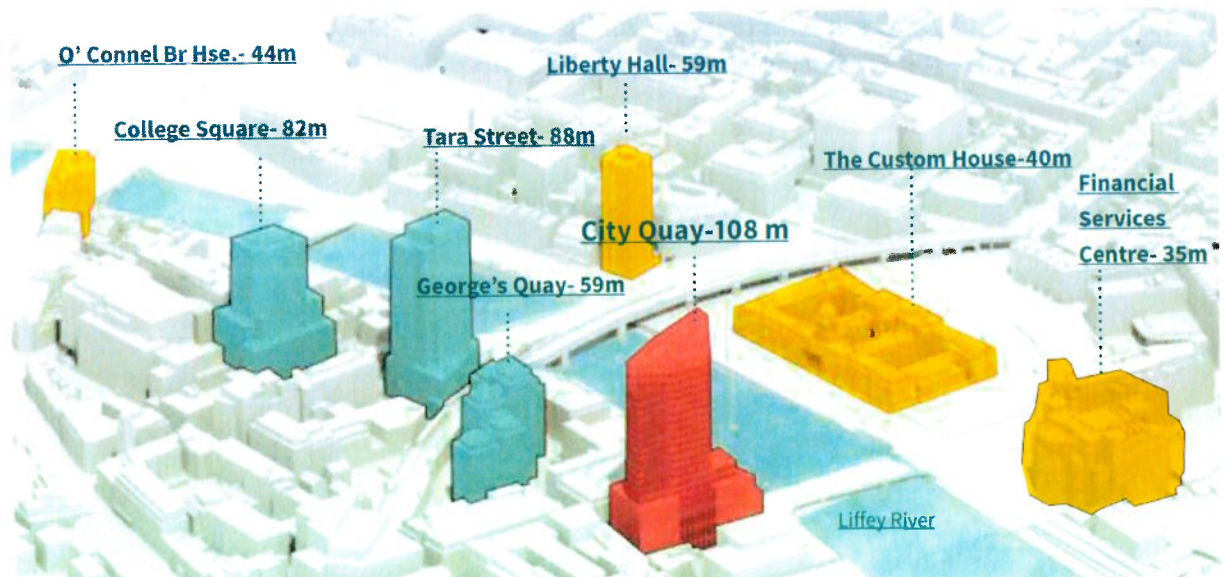 O' Connel Br Hse.- 44m
Liberty Hall- 59m
College Square- 82m
Tara Street- 88m
The Custom House-40m
Financial
Services
Centre- 35m
City Quay-108 m
George's Quay- 59m
Liffey River